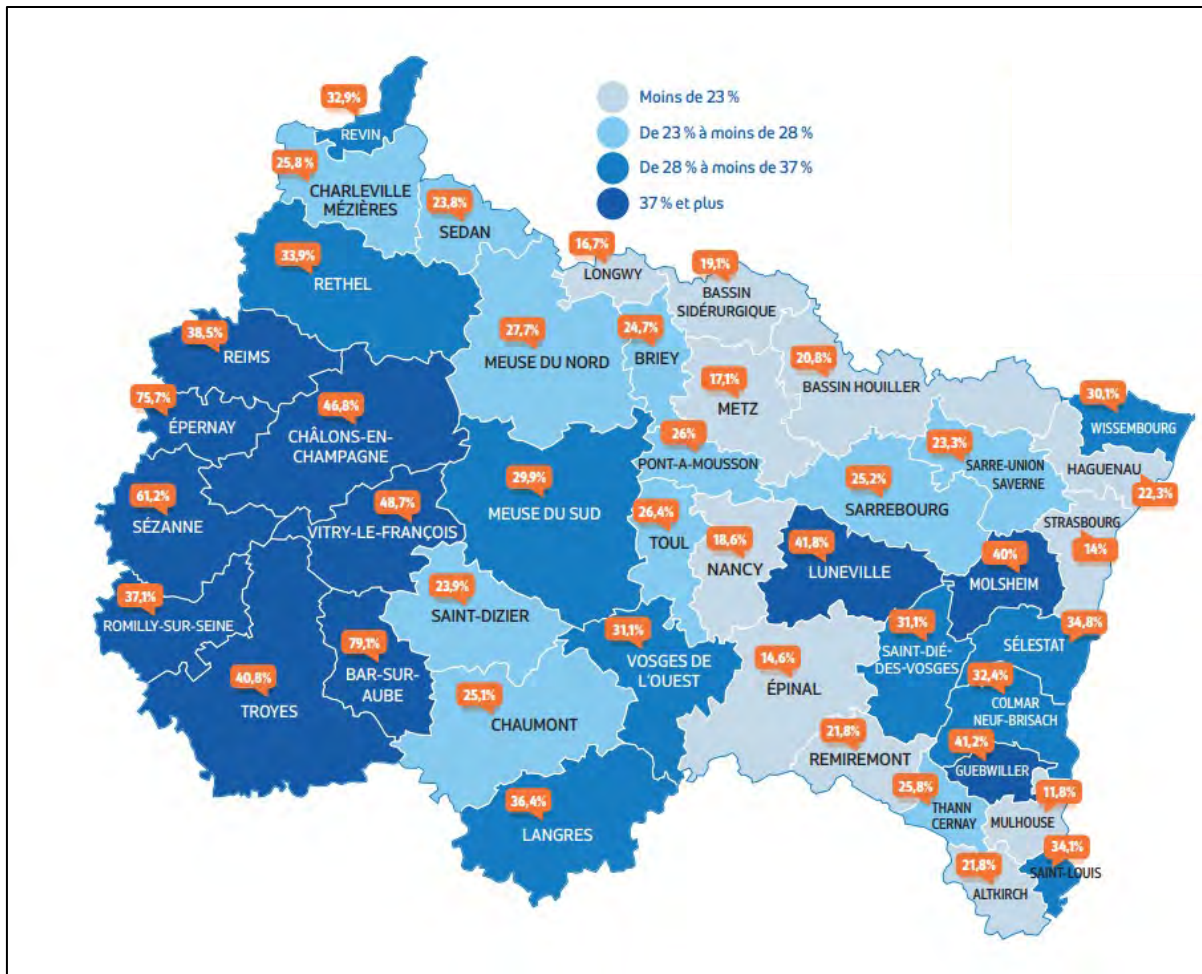 Moins de 23 %
De 23 % à moins de 28 %
De 28 % à moins de 37 %
37 % et plus
32,9%
REVIN
25,8 %
CHARLEVILLE
MÉZIÈRES
23,8%
SEDAN
33,9%
RETHEL
16,7%
LONGWY
19,1%
BASSIN
SIDÉRURGIQUE
38,5%
REIMS
27,7%
MEUSE DU NORD
24,7%
BRIEY
20,8%
BASSIN HOUILLER
17,1%
METZ
30,1%
WISSEMBOURG
75,7%
ÉPERNAY
46,8%
CHÂLONS-EN-
CHAMPAGNE
26%
PONT-A-MOUSSON
23,3%
SARRE-UNION
SAVERNE
HAGUENAU
22,3%
61,2%
SÉZANNE
48,7%
VITRY-LE-FRANÇOIS
29,9%
MEUSE DU SUD
25,2%
SARREBOURG
26,4%
TOUL
18,6%
NANCY
41,8%
LUNEVILLE
STRASBOURG
14%
40%
MOLSHEIM
37,1%
ROMILLY-SUR-SEINE
23,9%
SAINT-DIZIER
40,8%
TROYES
79,1%
BAR-SUR-
AUBE
31,1%
VOSGES DE
L'OUEST
31,1%
SAINT-DIÉ-
DES-VOSGES
34,8%
SÉLESTAT
14,6%
ÉPINAL
32,4%
COLMAR
NEUF-BRISACH
25,1%
CHAUMONT
21,8%
REMIREMONT
41,2%
GUEBWILLER
36,4%
LANGRES
25,8%
THANN
CERNAY
11,8%
MULHOUSE
34,1%
SAINT-LOUIS
21,8%
ALTKIRCH